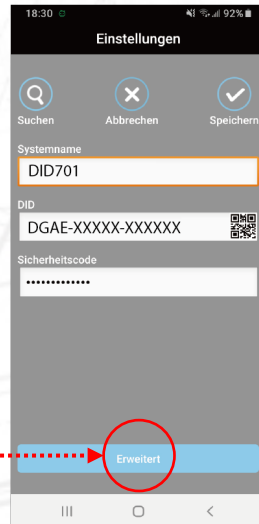 18:30 92%
Einstellungen
Suchen Abbrechen Speichern
Systemname
DID701
DID
DGAE-XXXXX-XXXXXX
Sicherheitscode
•••••••••••••
Erweitert